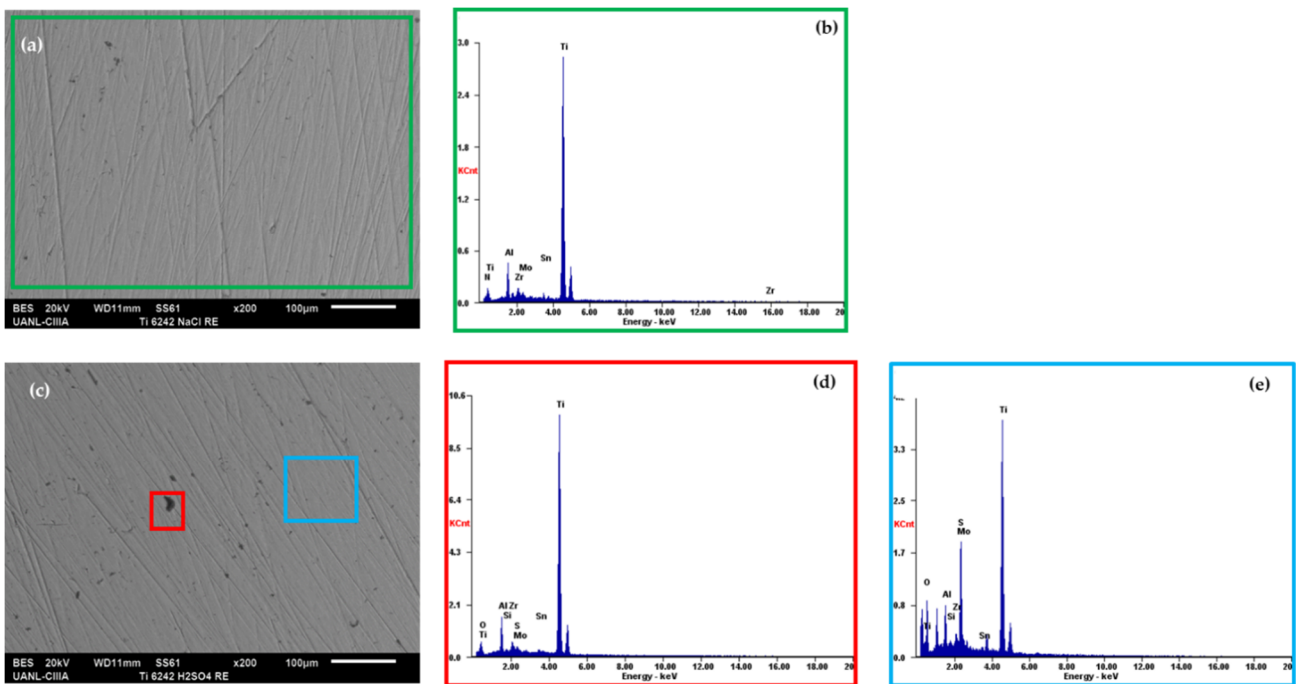 (a)
BES 20kV WD11mm SS61 x200 100μm
UANL-CIIIA Ti 6242 NaCl RE
(b)
3.0
2.4
1.8
KCnt
1.2
0.6
0.0
Ti
Al
Sn
Ti
N
Mo
Zr
Zr
2.00 4.00 6.00 8.00 10.00 12.00 14.00 16.00 18.00 20
Energy - keV
(c)
BES 20kV WD11mm SS61 x200 100μm
UANL-CIIIA Ti 6242 H2SO4 RE
(d)
10.6
8.5
6.4
KCnt
4.3
2.1
0.0
Ti
Al Zr
Si
Sn
O
Ti
S
Mo
2.00 4.00 6.00 8.00 10.00 12.00 14.00 16.00 18.00 20
Energy - keV
(e)
3.3
2.5
KCnt
1.7
0.8
0.0
Ti
S
Mo
O
Al
Zr
Si
Ti
Sn
2.00 4.00 6.00 8.00 10.00 12.00 14.00 16.00 18.00 20
Energy - keV